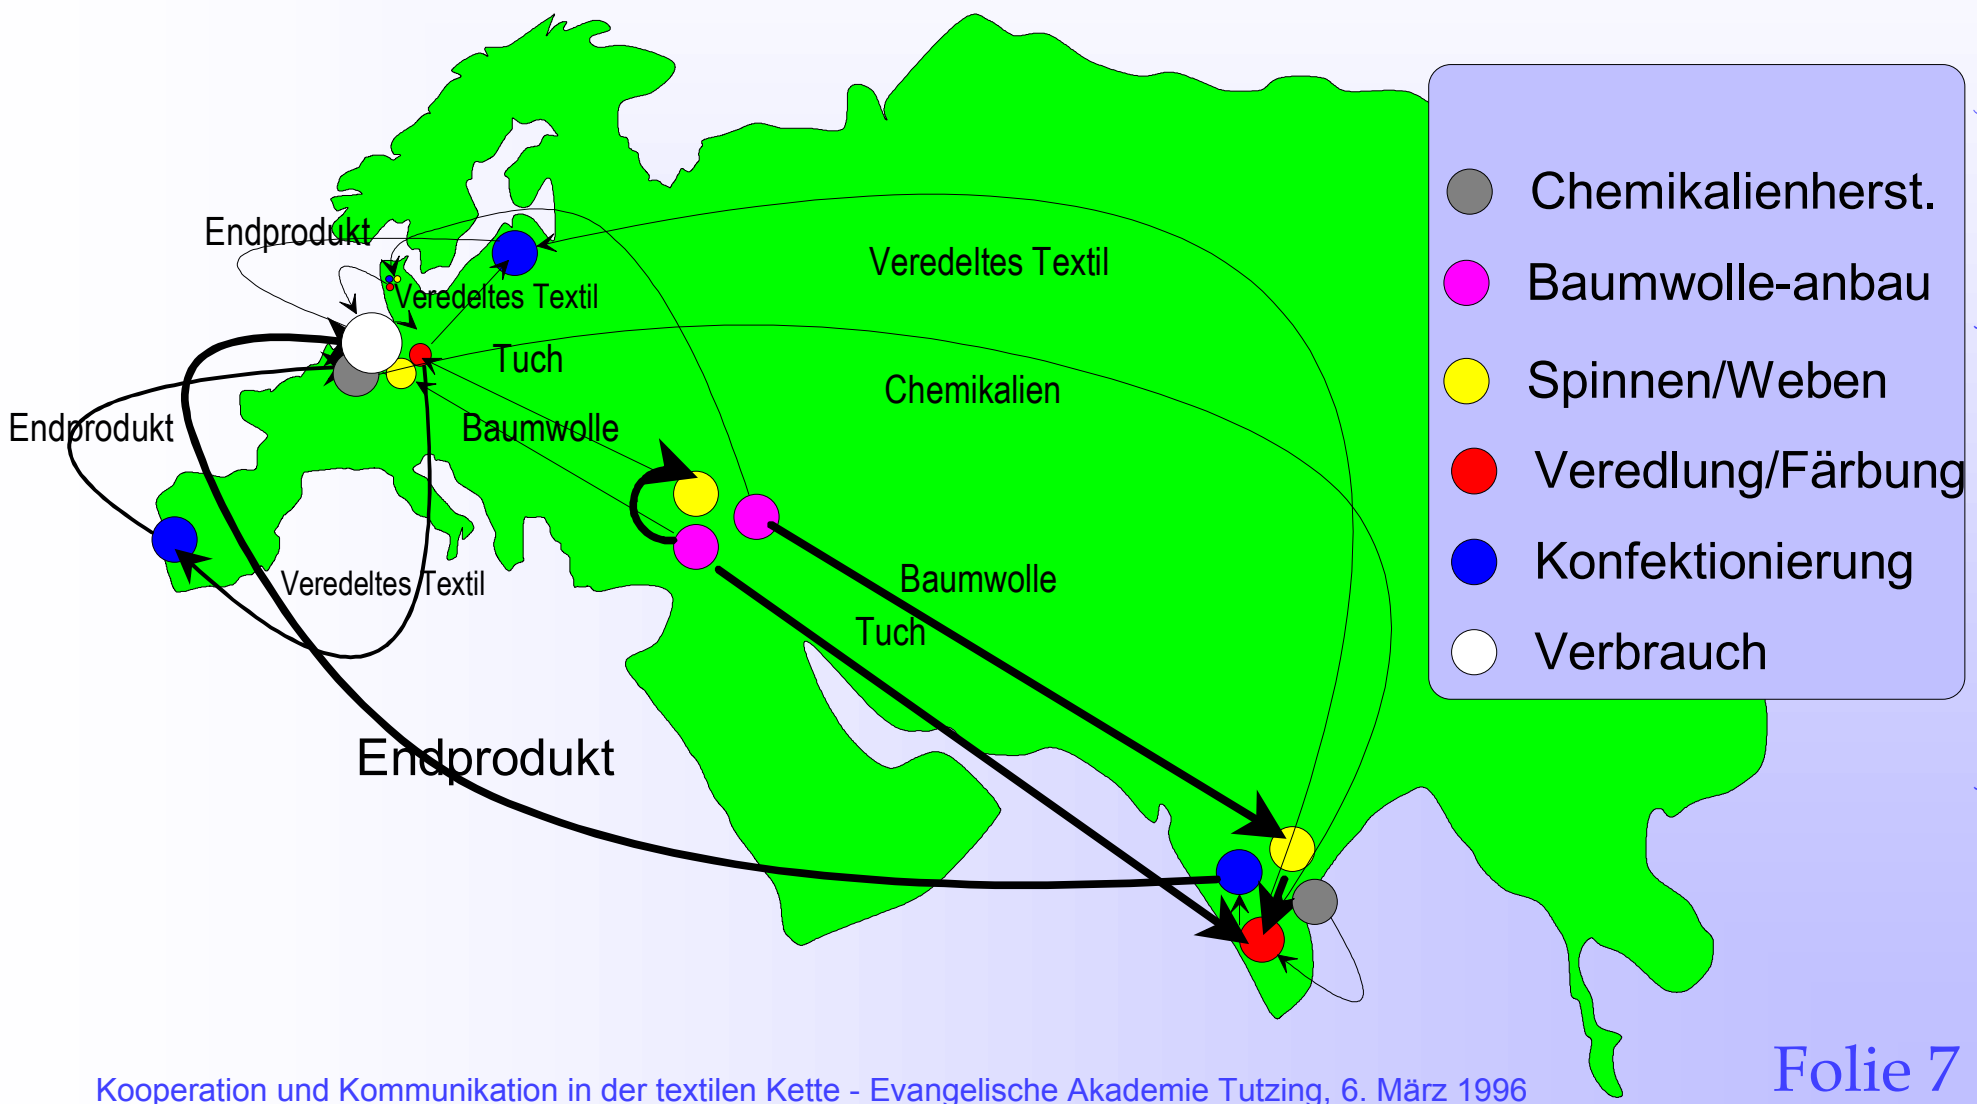 Endprodukt
Veredeltes Textil
Veredeltes Textil
Tuch
Chemikalien
Endprodukt
Baumwolle
Veredeltes Textil
Baumwolle
Tuch
Endprodukt
Chemikalienherst.
Baumwolle-anbau
Spinnen/Weben
Veredlung/Färbung
Konfektionierung
Verbrauch
Kooperation und Kommunikation in der textilen Kette - Evangelische Akademie Tutzing, 6. März 1996
Folie 7